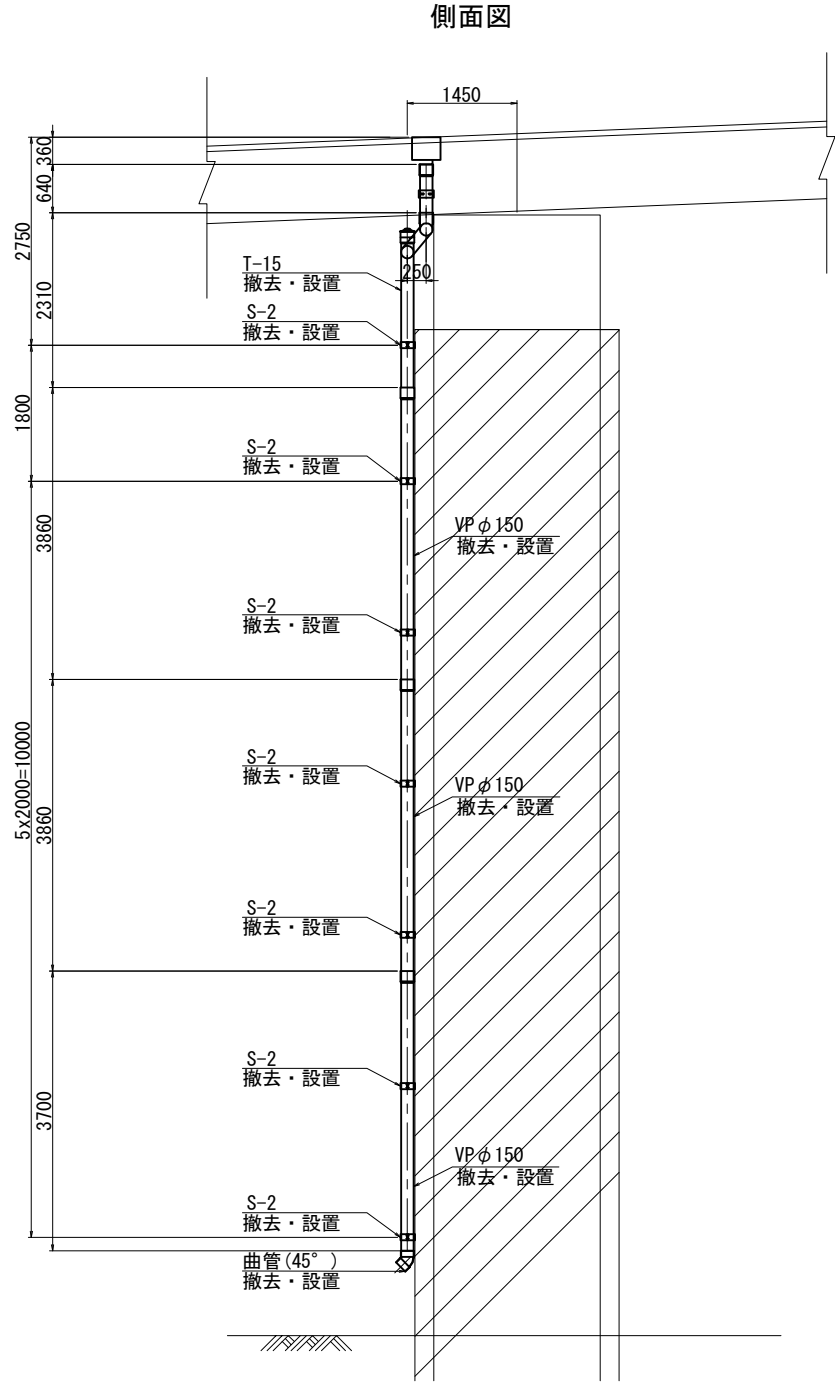 側面図
1450
360
640
2750
2310
250
T-15
撤去・設置
S-2
撤去・設置
1800
S-2
撤去・設置
3860
VPφ150
撤去・設置
S-2
撤去・設置
5x2000=10000
3860
S-2
撤去・設置
VPφ150
撤去・設置
S-2
撤去・設置
S-2
撤去・設置
3700
VPφ150
撤去・設置
S-2
撤去・設置
曲管(45°)
撤去・設置